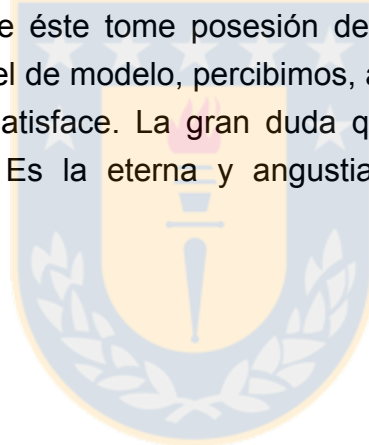 e éste tome posesión de
el de modelo, percibimos, a
atisface. La gran duda q
Es la eterna y angustia